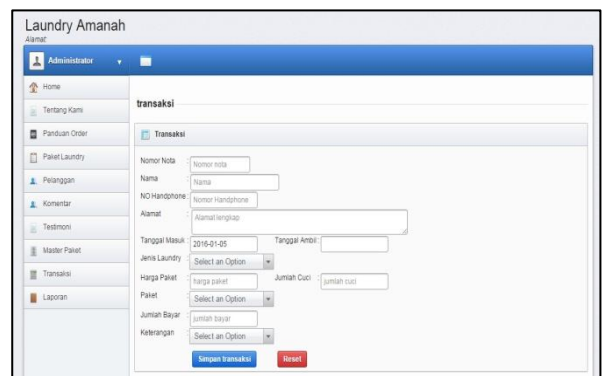 Laundry Amanah
Alamat:
Administrator
Home
Tentang Kami
Panduan Order
Paket Laundry
Pelanggan
Komentar
Testimoni
Master Paket
Transaksi
Laporan
transaksi
Transaksi
Nomor Nota : Nomor nota
Nama : Nama
NO Handphone : Nomor Handphone
Alamat : Alamat lengkap
Tanggal Masuk : 2016-01-05 Tanggal Ambil :
Jenis Laundry : Select an Option
Harga Paket : harga paket Jumlah Cuci : jumlah cuci
Paket : Select an Option
Jumlah Bayar : jumlah bayar
Keterangan : Select an Option
Simpan transaksi Reset